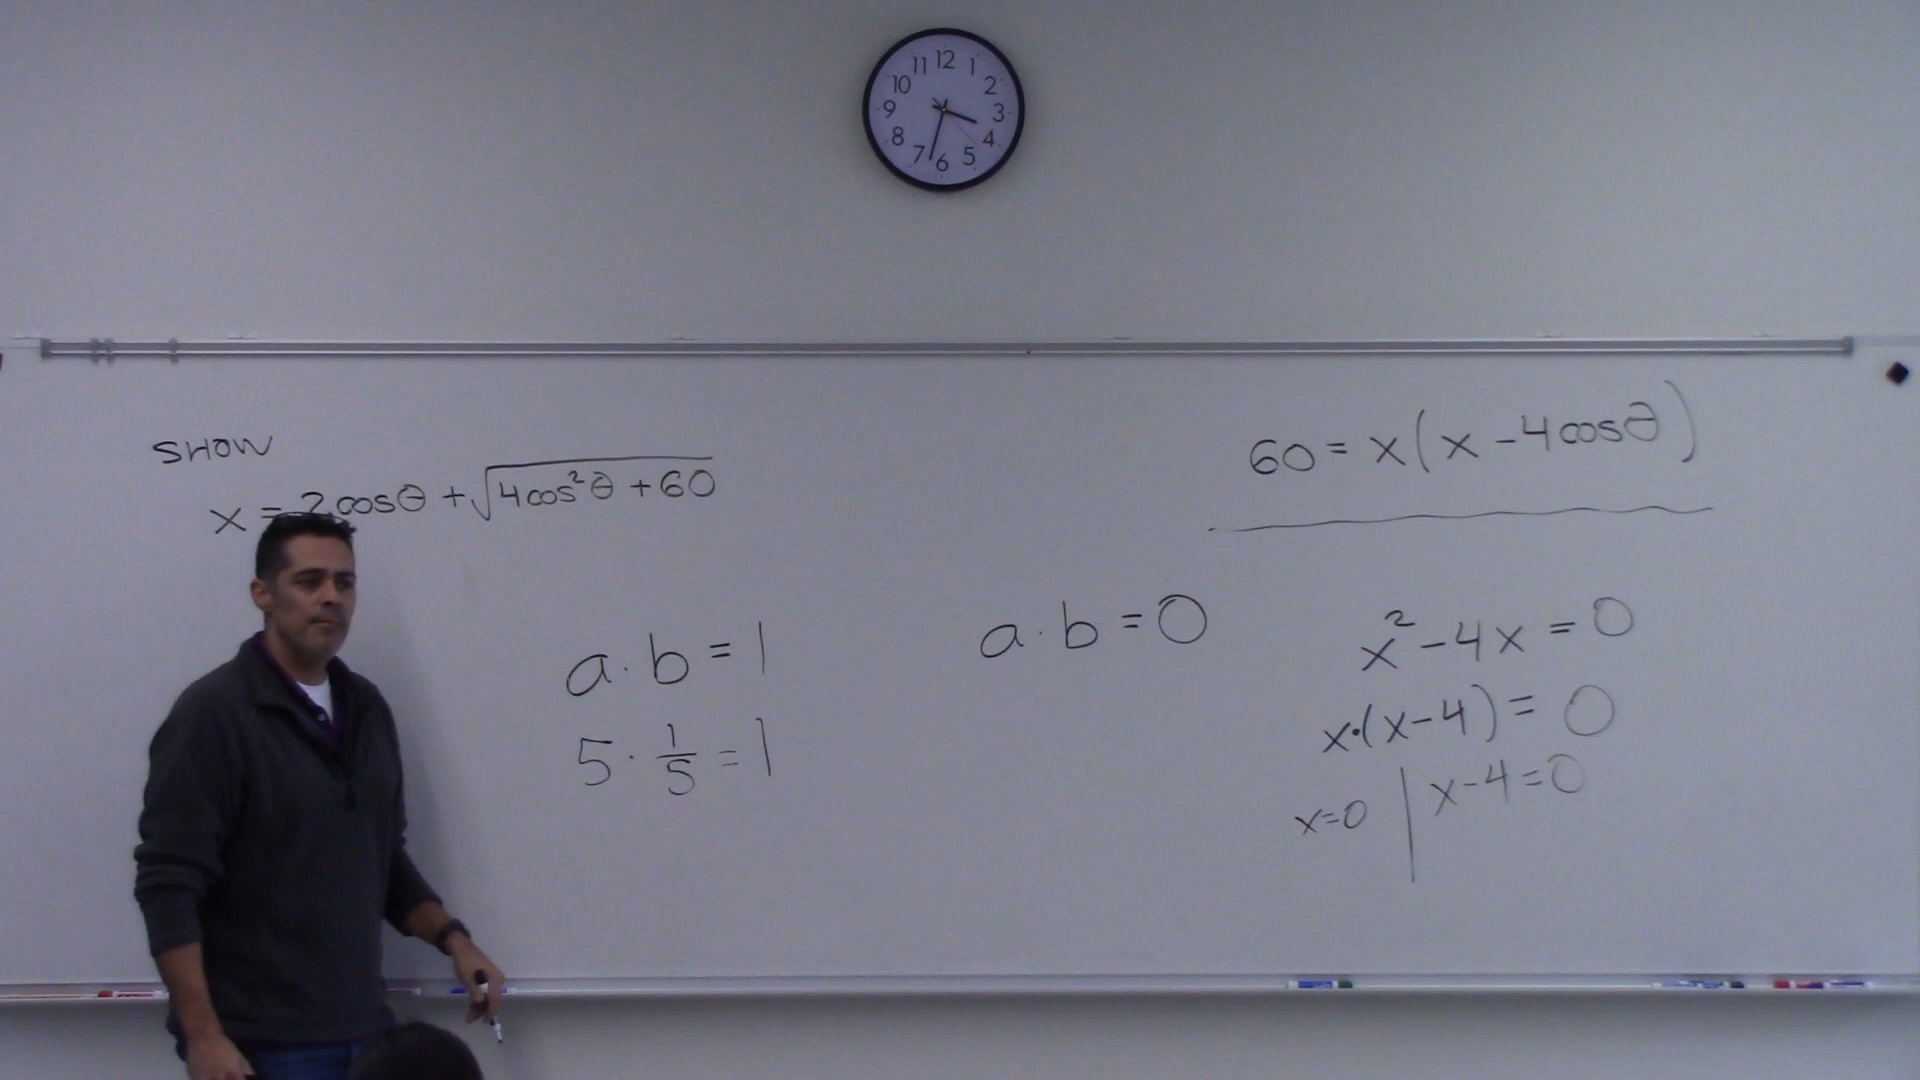 12
11 1
10 2
9 3
8 4
7 5
6
SHOW
x = 2cosθ + √(4cos²θ + 60)
a · b = 1
5 · 1/5 = 1
a · b = 0
60 = x(x - 4cosθ)
x² - 4x = 0
x·(x - 4) = 0
x=0 | x-4=0